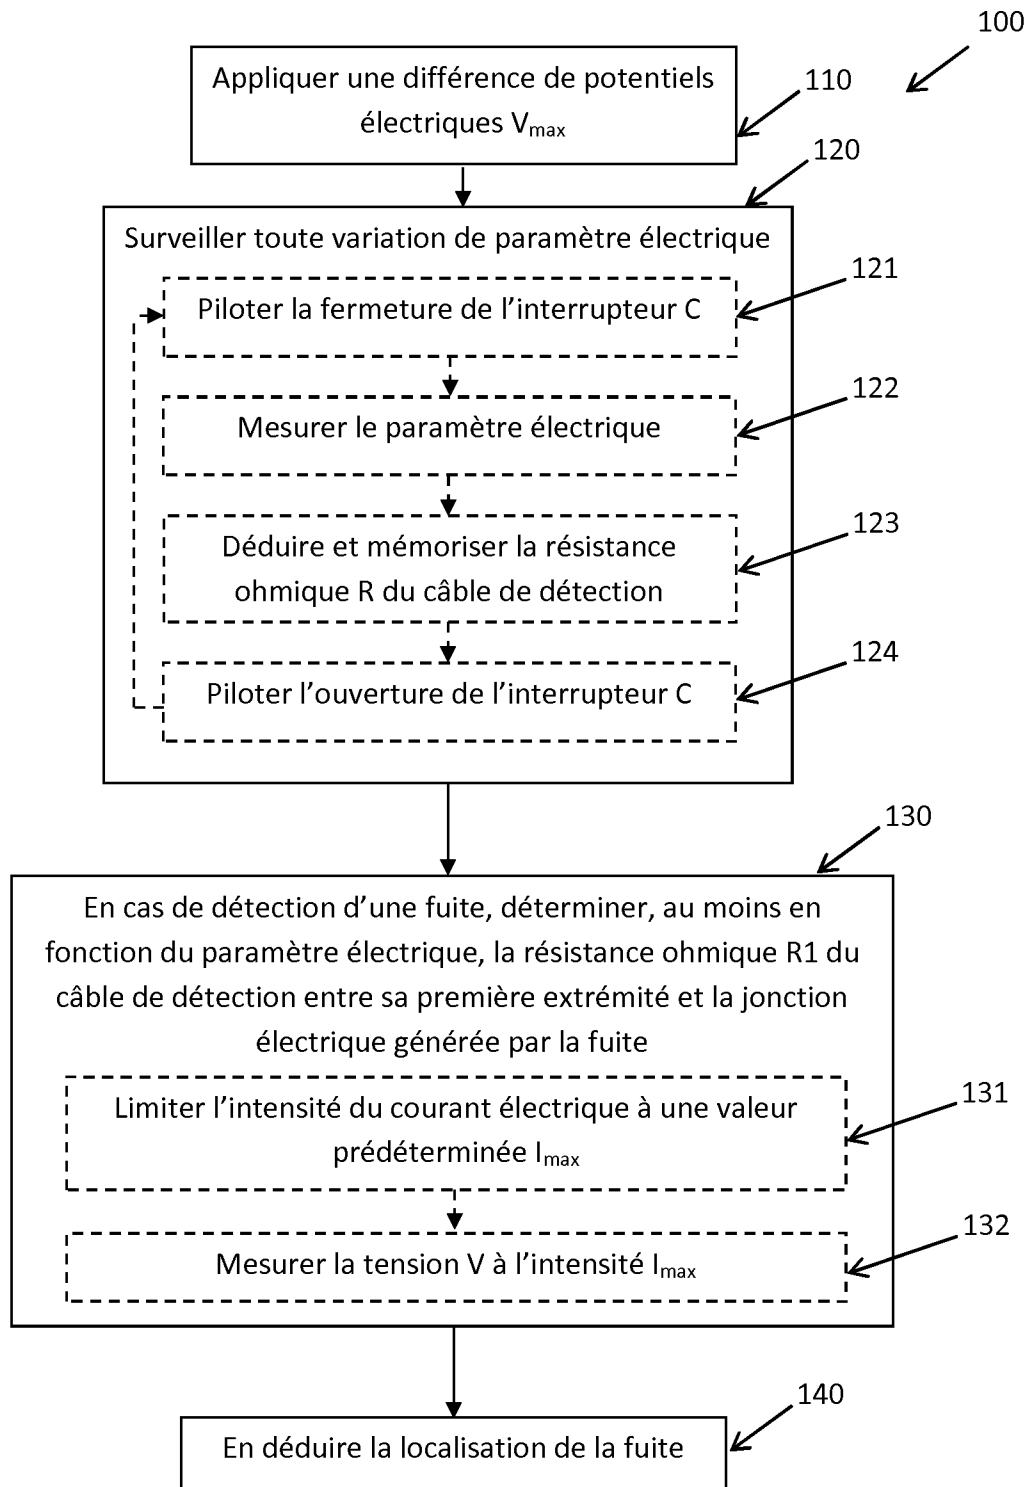 100
Appliquer une différence de potentiels
électriques Vmax
110
120
Surveiller toute variation de paramètre électrique
121
Piloter la fermeture de l’interrupteur C
122
Mesurer le paramètre électrique
123
Déduire et mémoriser la résistance
ohmique R du câble de détection
124
Piloter l’ouverture de l’interrupteur C
130
En cas de détection d’une fuite, déterminer, au moins en
fonction du paramètre électrique, la résistance ohmique R1 du
câble de détection entre sa première extrémité et la jonction
électrique générée par la fuite
131
Limiter l’intensité du courant électrique à une valeur
prédéterminée Imax
132
Mesurer la tension V à l’intensité Imax
140
En déduire la localisation de la fuite